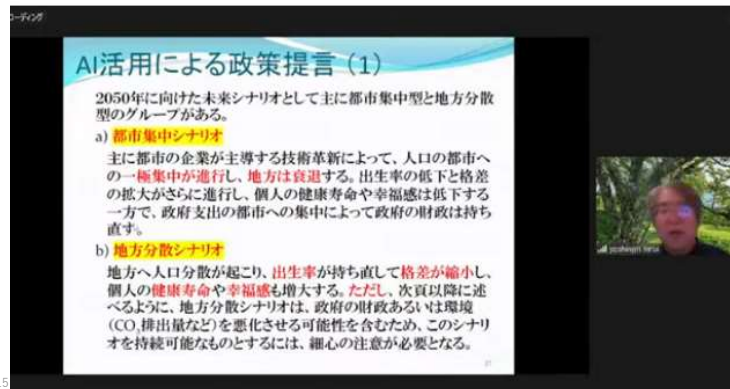 コーディング
AI活用による政策提言（1）
2050年に向けた未来シナリオとして主に都市集中型と地方分散
型のグループがある。
a) 都市集中シナリオ
主に都市の企業が主導する技術革新によって、人口の都市へ
の一極集中が進行し、地方は衰退する。出生率の低下と格差
の拡大がさらに進行し、個人の健康寿命や幸福感は低下する
一方で、政府支出の都市への集中によって政府の財政は持ち
直す。
b) 地方分散シナリオ
地方へ人口分散が起こり、出生率が持ち直して格差が縮小し、
個人の健康寿命や幸福感も増大する。ただし、次頁以降に述
べるように、地方分散シナリオは、政府の財政あるいは環境
（CO₂排出量など）を悪化させる可能性を含むため、このシナリ
オを持続可能なものとするには、細心の注意が必要となる。